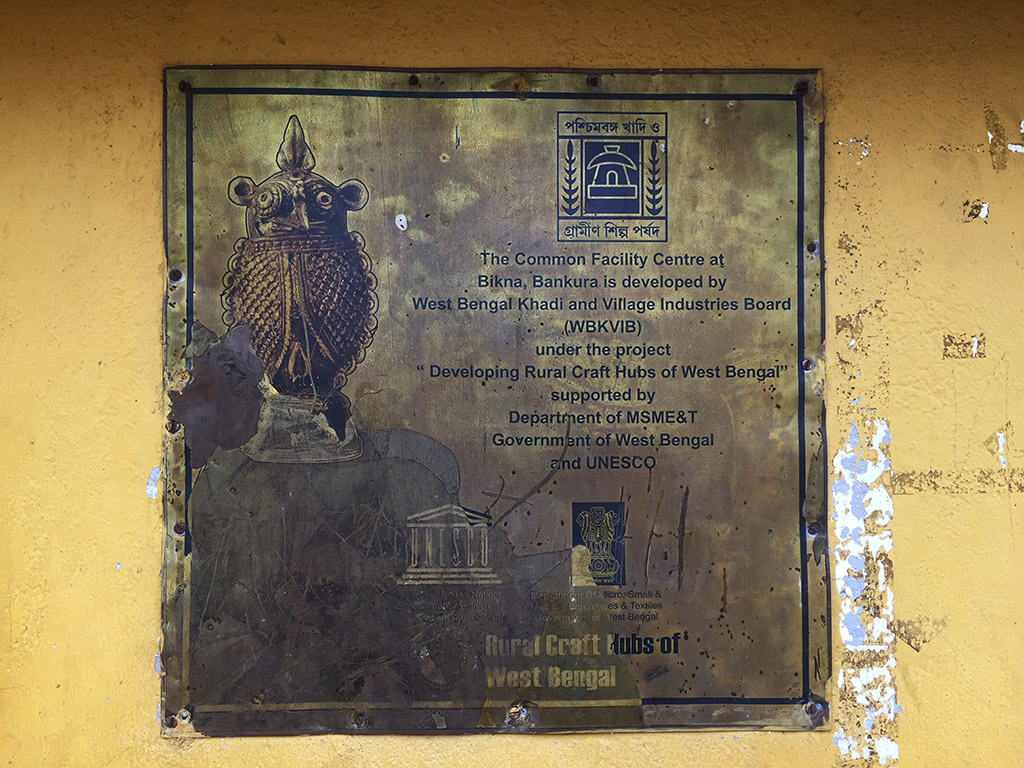 পশ্চিমবঙ্গ খাদি ও
গ্রামীণ শিল্প পর্ষদ
The Common Facility Centre at
Bikna, Bankura is developed by
West Bengal Khadi and Village Industries Board
(WBKVIB)
under the project
“ Developing Rural Craft Hubs of West Bengal”
supported by
Department of MSME&T
Government of West Bengal
and UNESCO
UNESCO
United Nations
Department Of Micro, Small &
& Textiles
Government of West Bengal
Rural Craft Hubs of
West Bengal